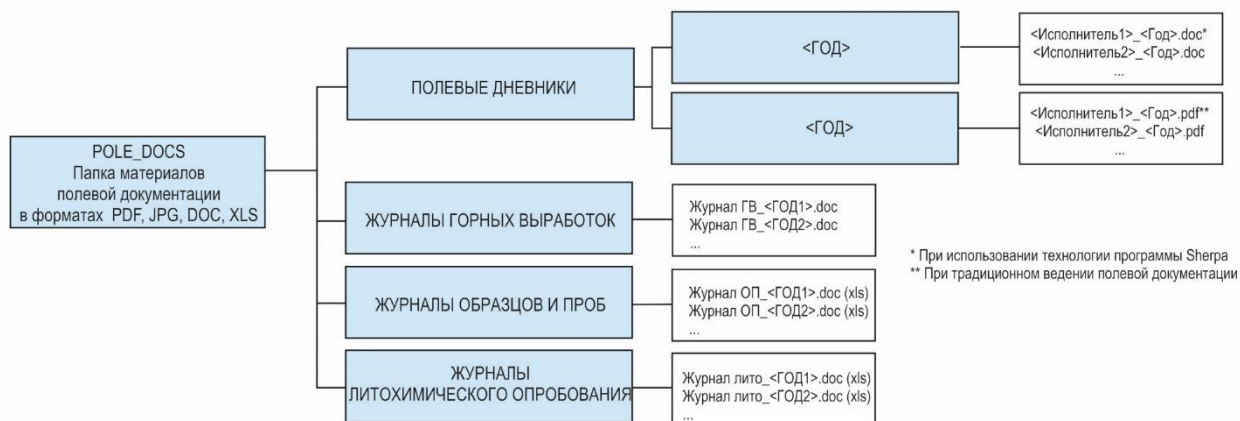 POLE_DOCS
Папка материалов
полевой документации
в форматах PDF, JPG, DOC, XLS
ПОЛЕВЫЕ ДНЕВНИКИ
<ГОД>
<Исполнитель1>_<Год>.doc*
<Исполнитель2>_<Год>.doc
...
<ГОД>
<Исполнитель1>_<Год>.pdf**
<Исполнитель2>_<Год>.pdf
...
ЖУРНАЛЫ ГОРНЫХ ВЫРАБОТОК
Журнал ГВ_<ГОД1>.doc
Журнал ГВ_<ГОД2>.doc
...
ЖУРНАЛЫ ОБРАЗЦОВ И ПРОБ
Журнал ОП_<ГОД1>.doc (xls)
Журнал ОП_<ГОД2>.doc (xls)
...
ЖУРНАЛЫ
ЛИТОХИМИЧЕСКОГО ОПРОБОВАНИЯ
Журнал лито_<ГОД1>.doc (xls)
Журнал лито_<ГОД2>.doc (xls)
...
* При использовании технологии программы Sherpa
** При традиционном ведении полевой документации